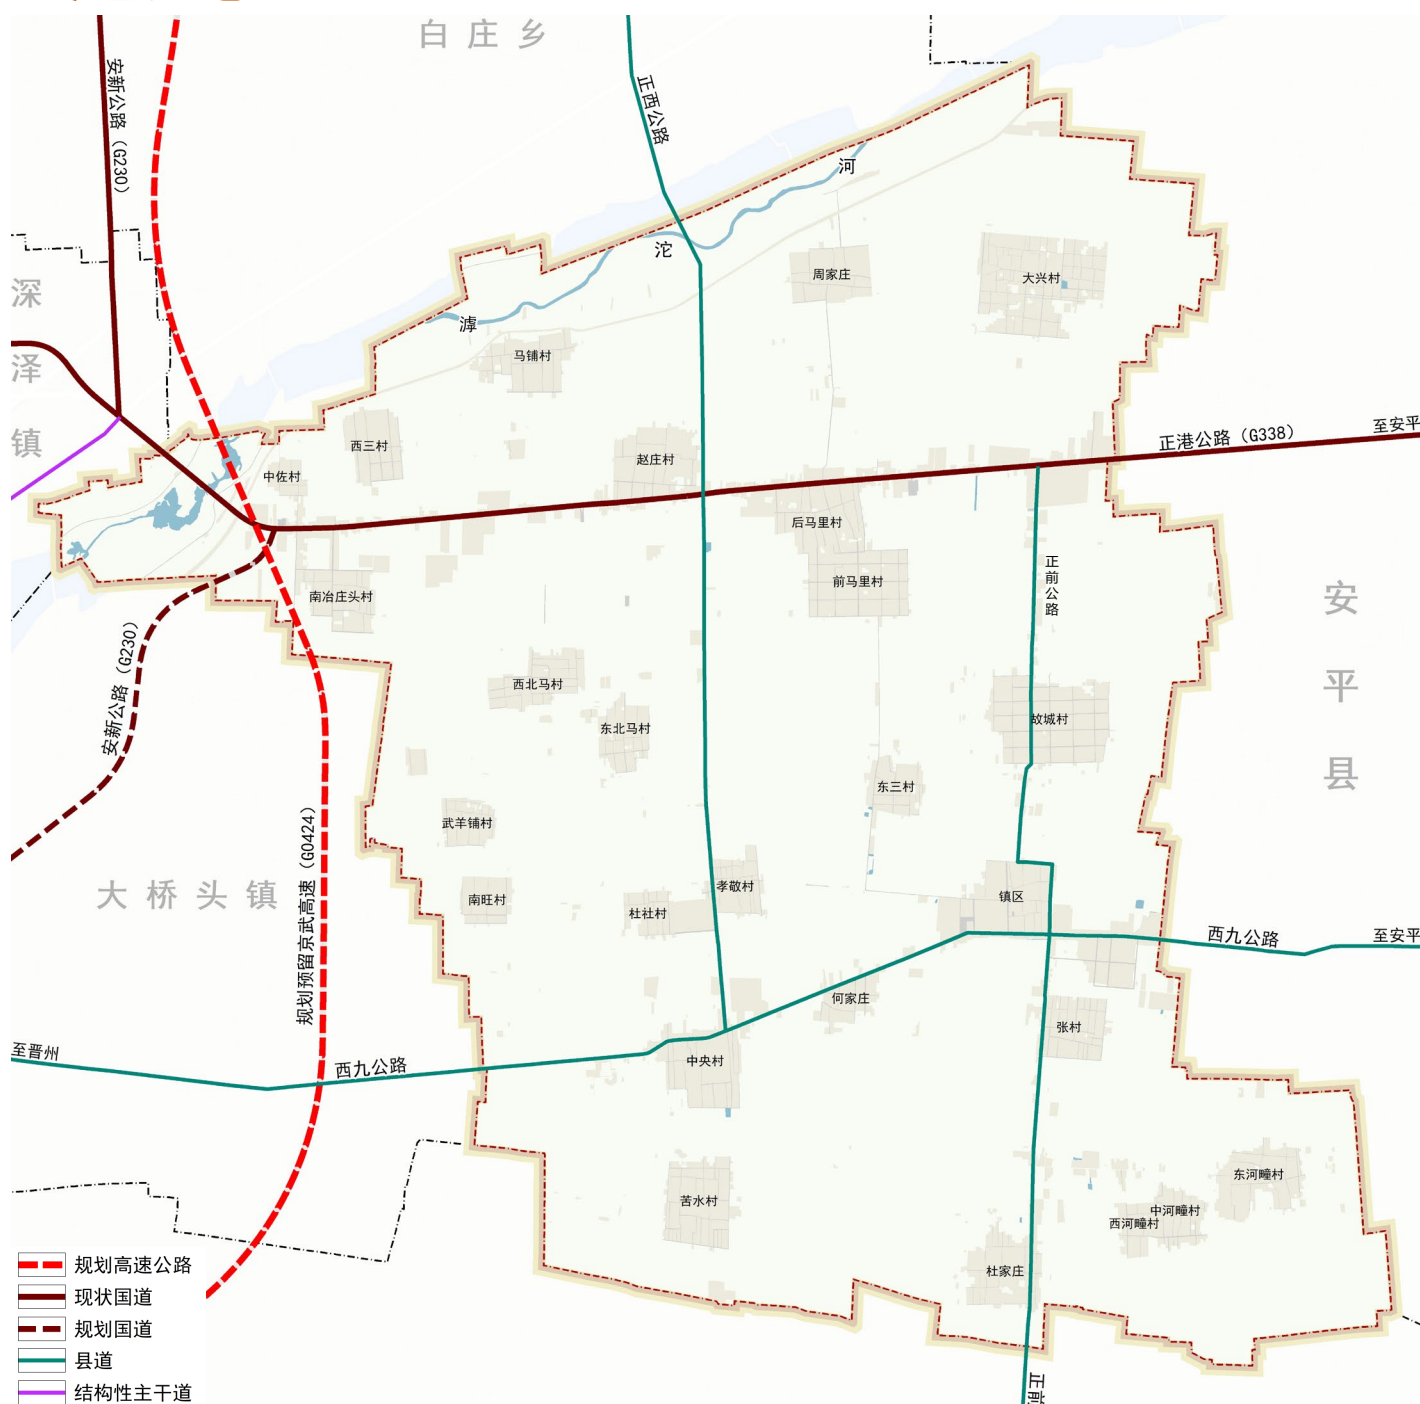 白庄乡
安新公路（G230）
正西公路
河
沱
滹
周家庄
大兴村
深泽镇
马铺村
西三村
中佐村
赵庄村
正港公路（G338）
至安平
后马里村
前马里村
正前公路
南冶庄头村
安平县
安新公路（G230）
西北马村
东北马村
故城村
东三村
武羊铺村
规划预留京武高速（G0424）
大桥头镇
南旺村
杜社村
孝敬村
镇区
西九公路
至安平
何家庄
张村
至晋州
西九公路
中央村
苦水村
东河疃村
中河疃村
西河疃村
杜家庄
正前
规划高速公路
现状国道
规划国道
县道
结构性主干道